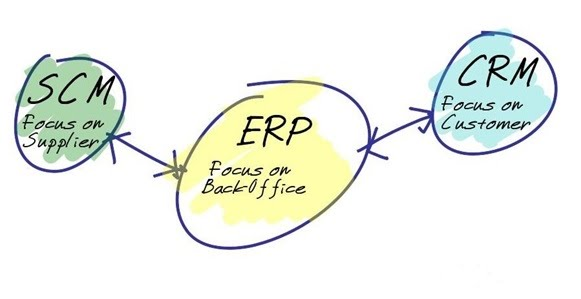 SCM
Focus on
Supplier
ERP
Focus on
Back-Office
CRM
Focus on
Customer